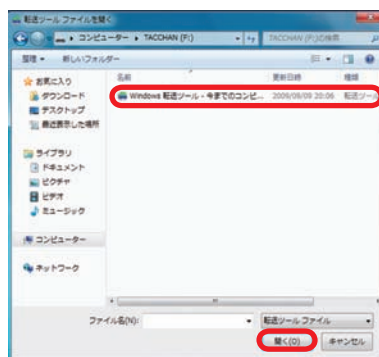 転送ツール ファイルを開く
コンピューター ▸ TACCHAN (F:)
TACCHAN (F:)の検索
整理 ▾ 新しいフォルダー
名前 更新日時 種類
お気に入り
ダウンロード
デスクトップ
最近表示した場所
Windows 転送ツール - 今までのコンピ... 2009/09/09 20:06 転送ツー
ライブラリ
ドキュメント
ピクチャ
ビデオ
ミュージック
コンピューター
ネットワーク
ファイル名(N):
転送ツール ファイル
開く(O) キャンセル